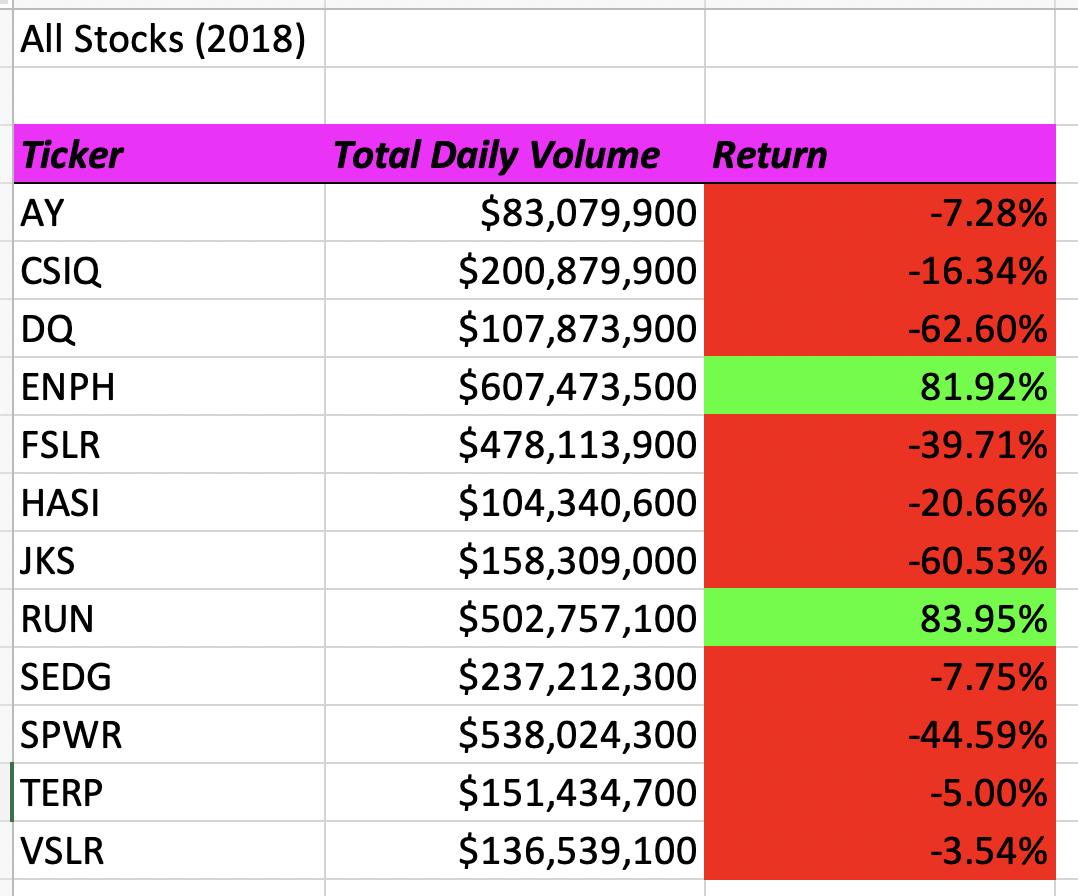 All Stocks (2018)
Ticker Total Daily Volume Return
AY $83,079,900 -7.28%
CSIQ $200,879,900 -16.34%
DQ $107,873,900 -62.60%
ENPH $607,473,500 81.92%
FSLR $478,113,900 -39.71%
HASI $104,340,600 -20.66%
JKS $158,309,000 -60.53%
RUN $502,757,100 83.95%
SEDG $237,212,300 -7.75%
SPWR $538,024,300 -44.59%
TERP $151,434,700 -5.00%
VSLR $136,539,100 -3.54%